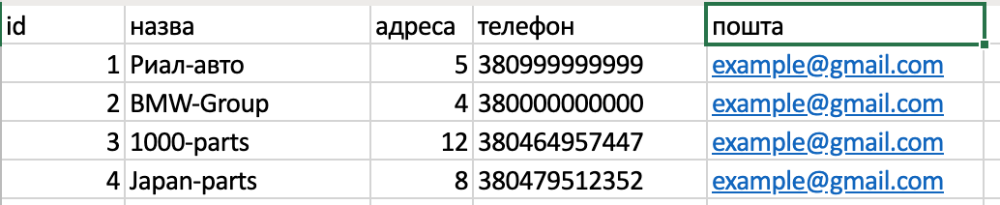 id назва адреса телефон пошта
1 Риал-авто 5 380999999999 example@gmail.com
2 BMW-Group 4 380000000000 example@gmail.com
3 1000-parts 12 380464957447 example@gmail.com
4 Japan-parts 8 380479512352 example@gmail.com